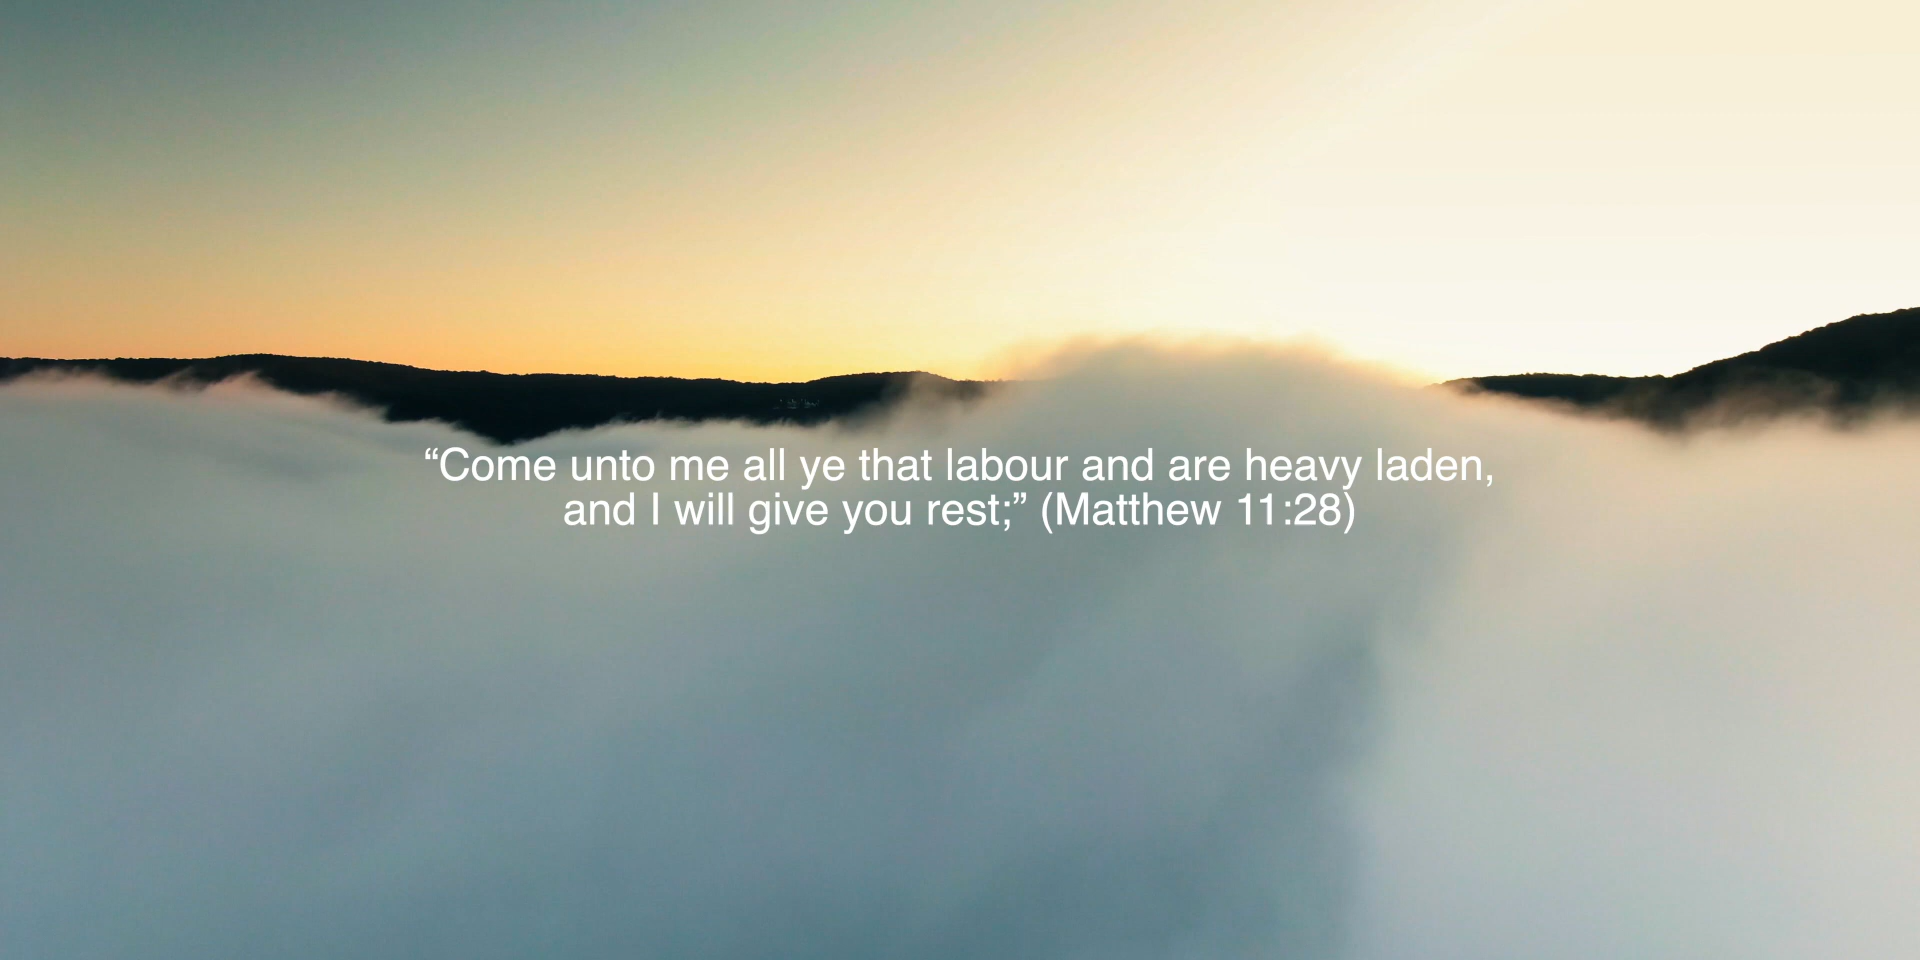 “Come unto me all ye that labour and are heavy laden,
and I will give you rest;” (Matthew 11:28)